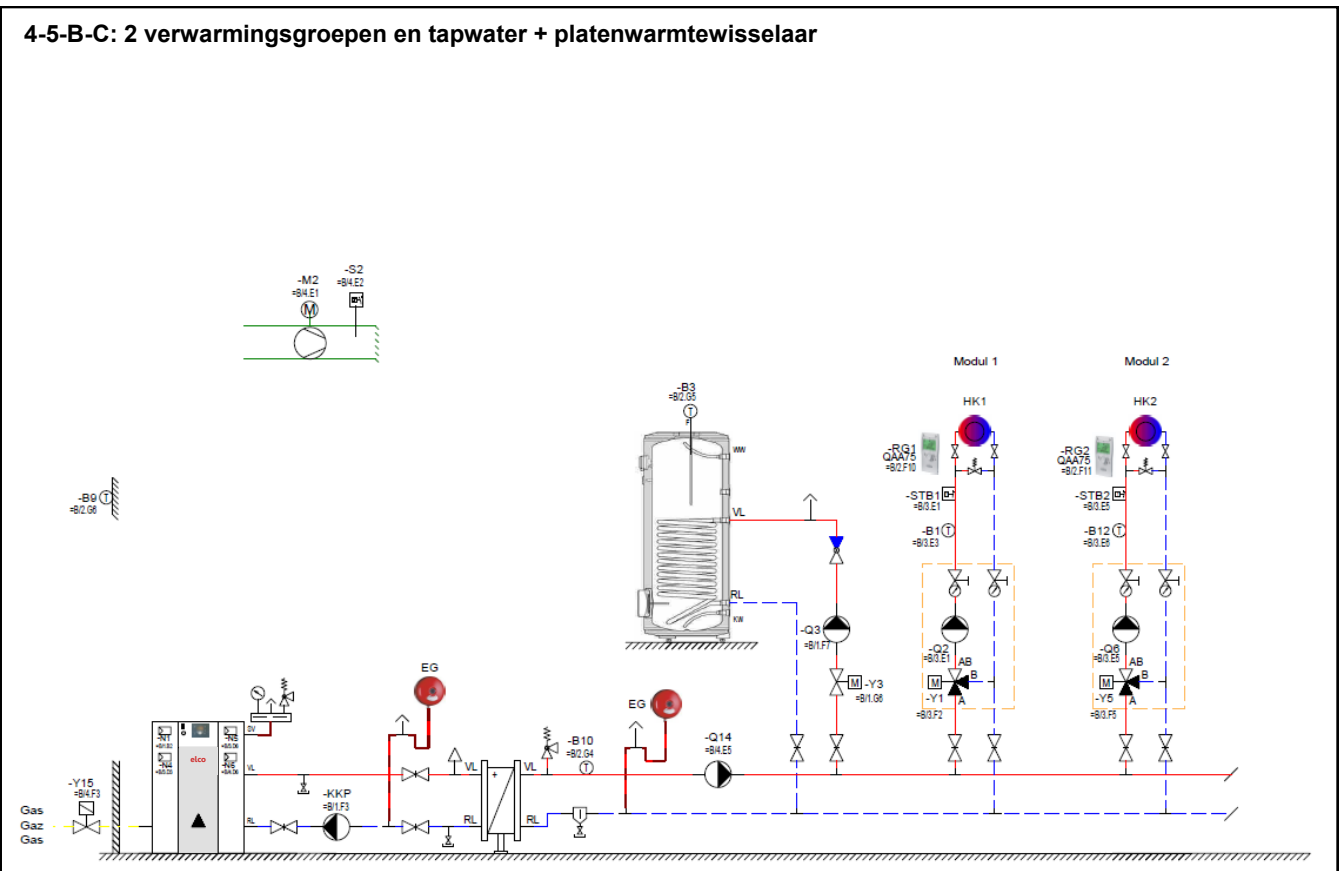 4-5-B-C: 2 verwarmingsgroepen en tapwater + platenwarmtewisselaar
-M2
=B/4.E1
M
-S2
=B/4.E2
Modul 1
Modul 2
-B3
=B/2.G5
T
F
HK1
HK2
-RG1
QAA75
=B/2.F10
-RG2
QAA75
=B/2.F11
WW
-B9 T
=B/2.G6
-STB1
=B/3.E1
-STB2
=B/3.E5
VL
-B1 T
=B/3.E3
-B12 T
=B/3.E6
RL
KW
-Q3
=B/1.F7
-Q2
=B/3.E1
-Q6
=B/3.E5
AB
B
A
AB
B
A
M -Y3
=B/1.G6
M
-Y1
=B/3.F2
M
-Y5
=B/3.F5
EG
EG
-B10
=B/2.G4
T
-Q14
=B/4.E5
-N1
=B/1.D2
-N5
-N4
-N6
elco
VL
VL
+
VL
-Y15
=B/4.F3
-KKP
=B/1.F3
RL
RL
-
RL
Gas
Gaz
Gas